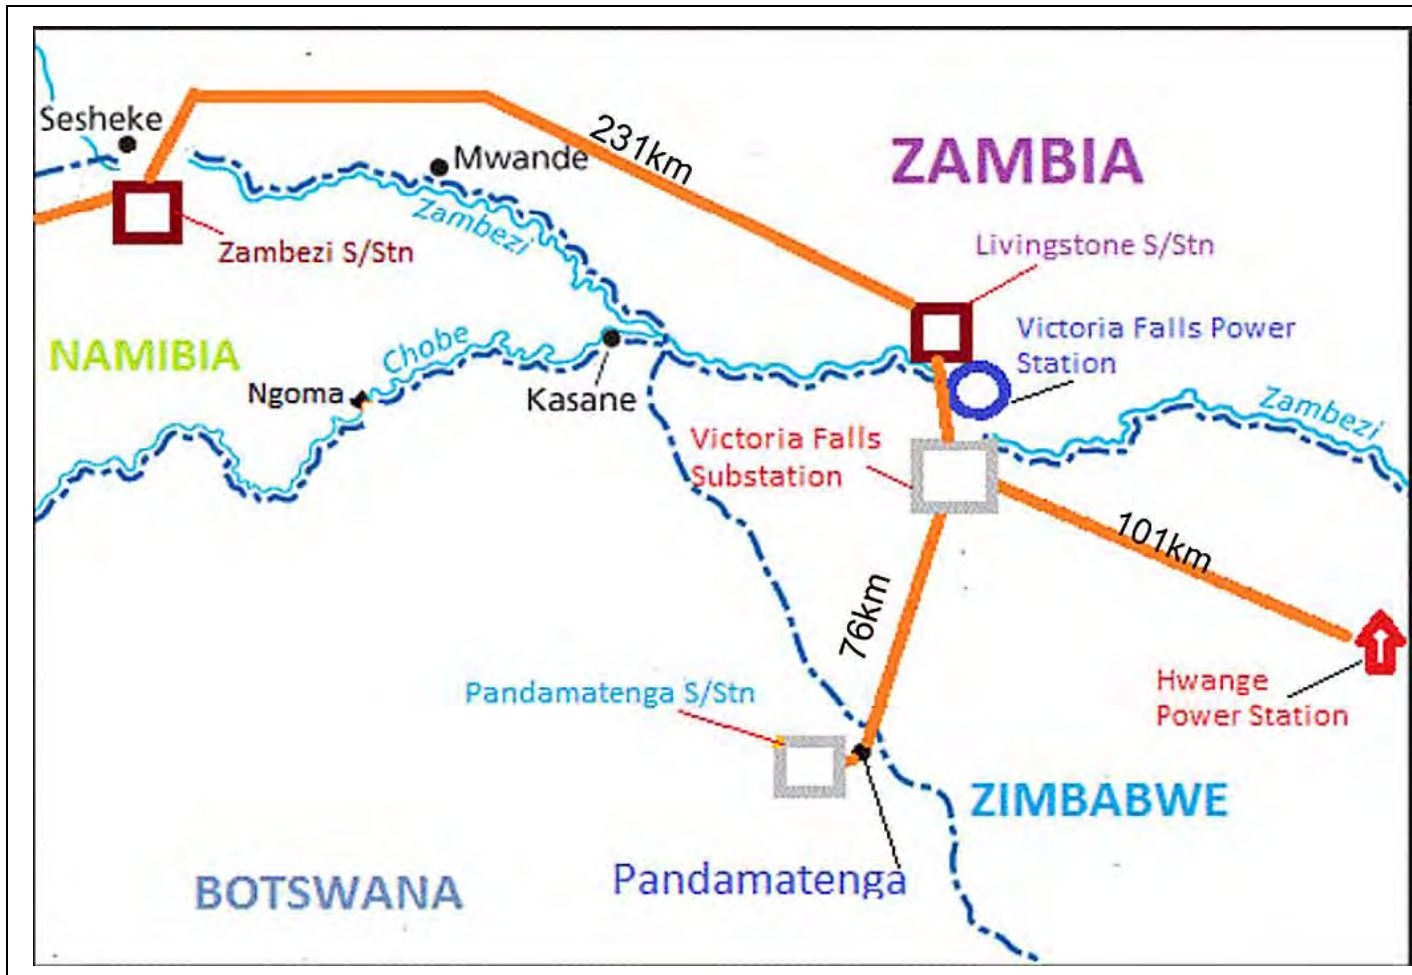 Sesheke
Mwande
231km
ZAMBIA
Zambezi
Zambezi S/Stn
Livingstone S/Stn
NAMIBIA
Chobe
Victoria Falls Power
Station
Ngoma
Kasane
Zambezi
Victoria Falls
Substation
101km
76km
Pandamatenga S/Stn
Hwange
Power Station
ZIMBABWE
Pandamatenga
BOTSWANA